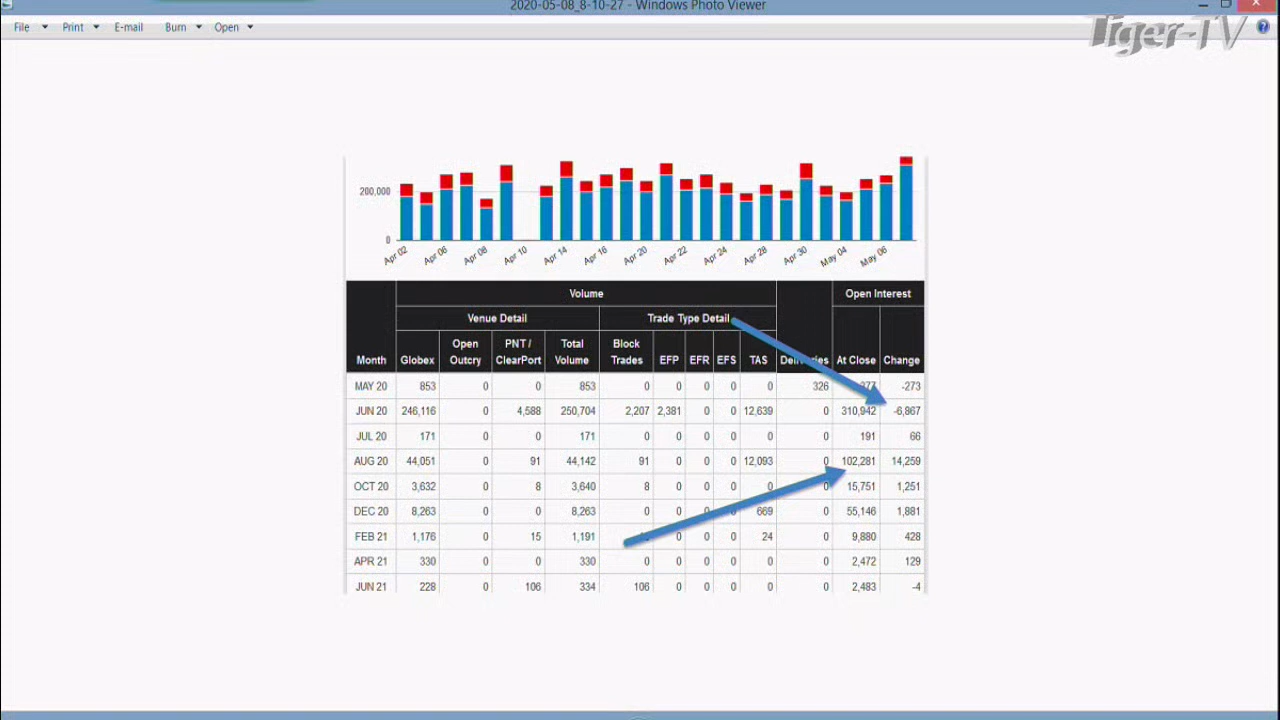 2020-05-08_8-10-27 - Windows Photo Viewer
File Print E-mail Burn Open
Tiger-TV
200,000
0
Apr 02 Apr 06 Apr 08 Apr 10 Apr 14 Apr 16 Apr 20 Apr 22 Apr 24 Apr 28 Apr 30 May 04 May 06
Volume Open Interest
Venue Detail Trade Type Detail
Month Globex Open Outcry PNT / ClearPort Total Volume Block Trades EFP EFR EFS TAS Deliveries At Close Change
MAY 20 853 0 0 853 0 0 0 0 0 326 377 -273
JUN 20 246,116 0 4,588 250,704 2,207 2,381 0 0 12,639 0 310,942 -6,867
JUL 20 171 0 0 171 0 0 0 0 0 0 191 66
AUG 20 44,051 0 91 44,142 91 0 0 0 12,093 0 102,281 14,259
OCT 20 3,632 0 8 3,640 8 0 0 0 0 0 15,751 1,251
DEC 20 8,263 0 0 8,263 0 0 0 0 669 0 55,146 1,881
FEB 21 1,176 0 15 1,191 0 0 0 24 0 9,880 428
APR 21 330 0 0 330 0 0 0 0 0 0 2,472 129
JUN 21 228 0 106 334 106 0 0 0 0 0 2,483 -4